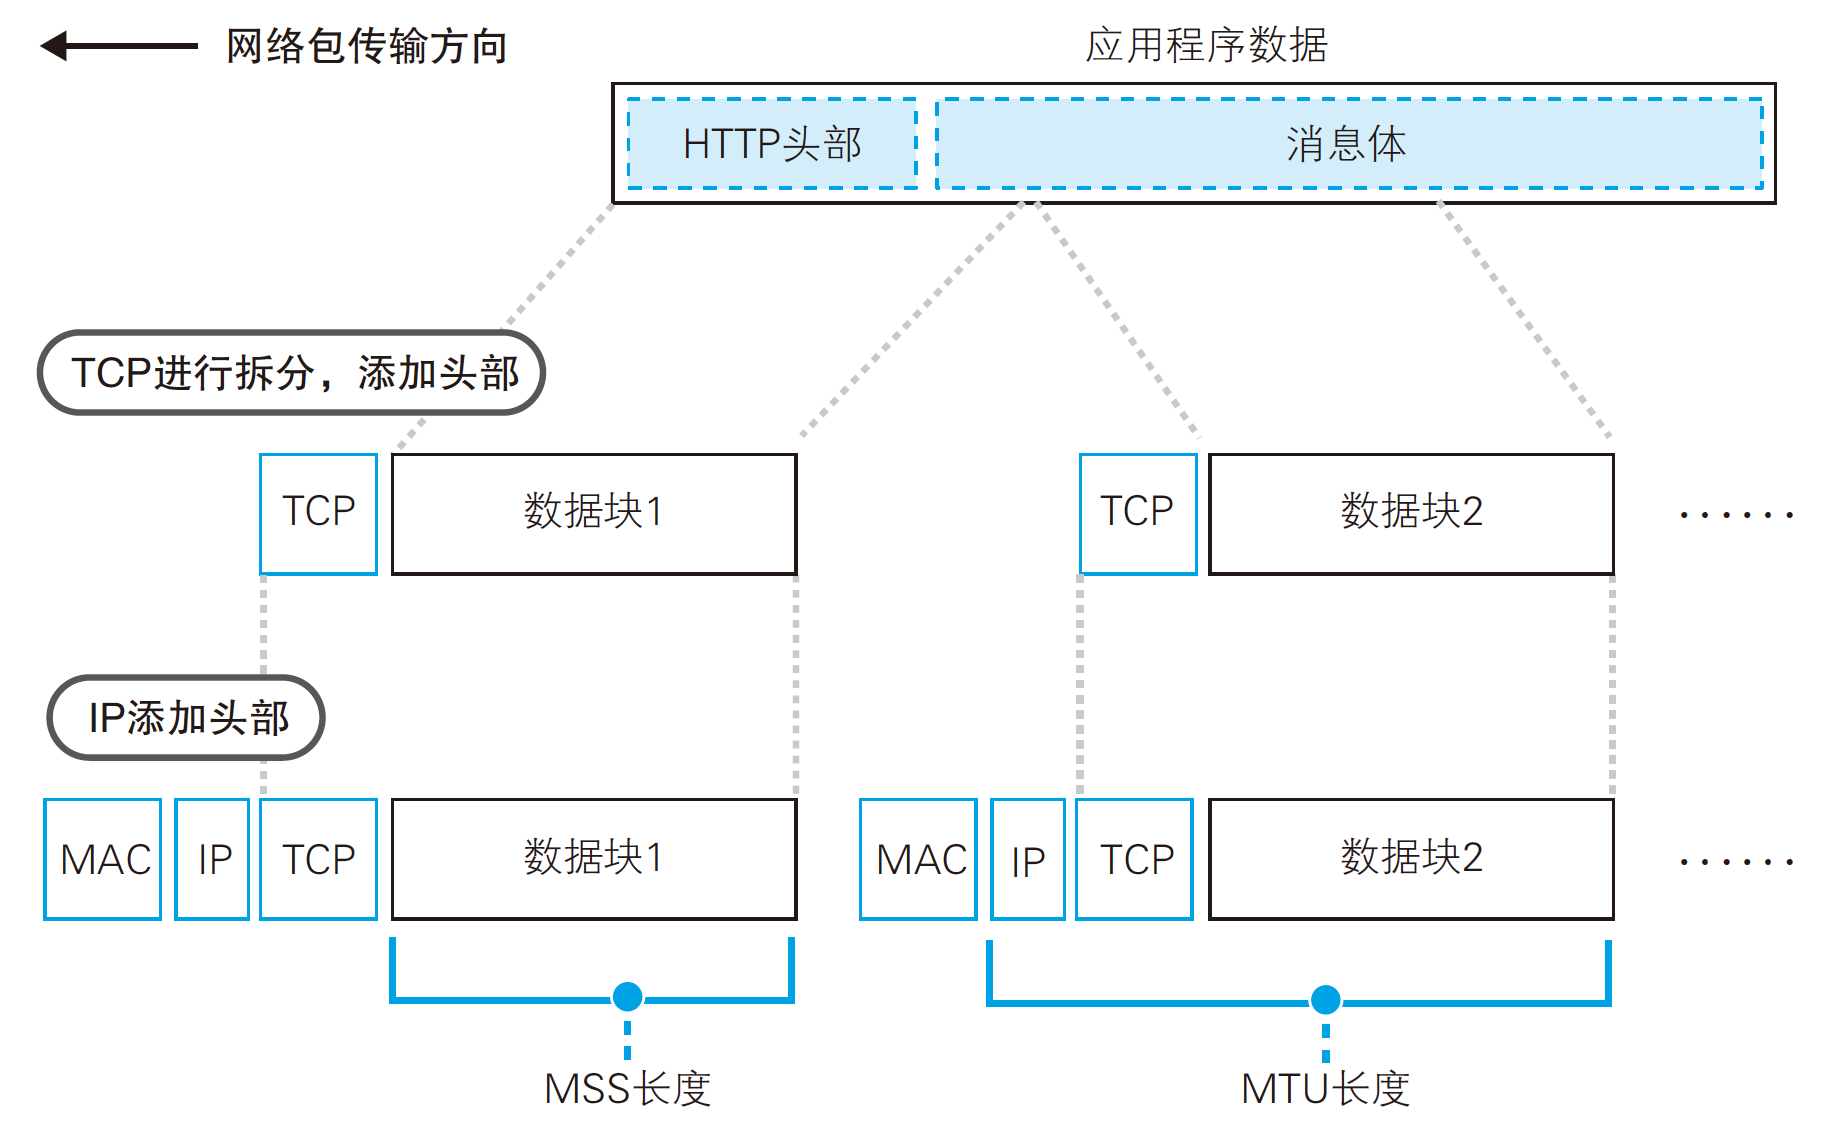 网络包传输方向
应用程序数据
HTTP头部
消息体
TCP进行拆分，添加头部
TCP
数据块1
TCP
数据块2
······
IP添加头部
MAC
IP
TCP
数据块1
MAC
IP
TCP
数据块2
······
MSS长度
MTU长度